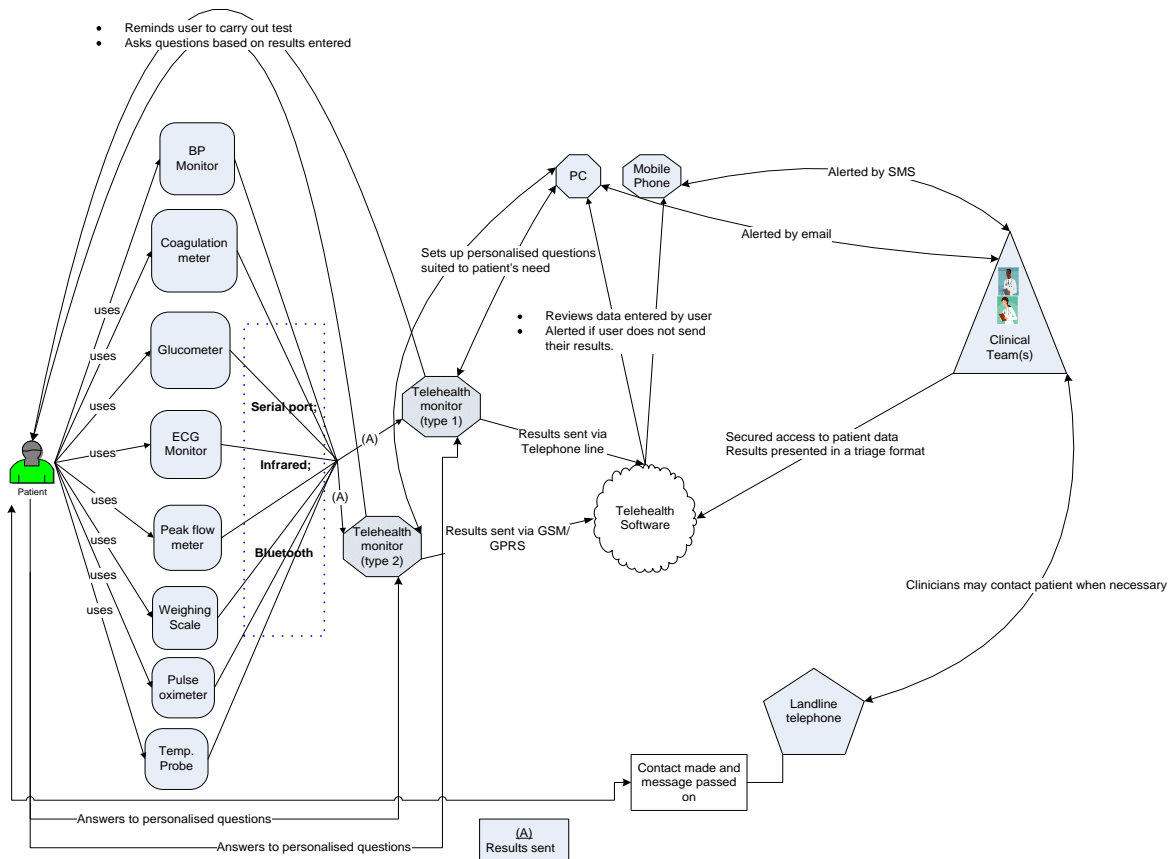 Reminds user to carry out test
Asks questions based on results entered
BP
Monitor
Coagulation
meter
Glucometer
ECG
Monitor
Peak flow
meter
Weighing
Scale
Pulse
oximeter
Temp.
Probe
uses
uses
uses
uses
uses
uses
uses
uses
Patient
Serial port;
Infrared;
Bluetooth
(A)
(A)
PC
Mobile
Phone
Alerted by SMS
Alerted by email
Sets up personalised questions
suited to patient's need
Reviews data entered by user
Alerted if user does not send
their results.
Clinical
Team(s)
Telehealth
monitor
(type 1)
Results sent via
Telephone line
Secured access to patient data
Results presented in a triage format
Telehealth
monitor
(type 2)
Results sent via GSM/
GPRS
Telehealth
Software
Clinicians may contact patient when necessary
Landline
telephone
Contact made and
message passed
on
Answers to personalised questions
Answers to personalised questions
(A)
Results sent